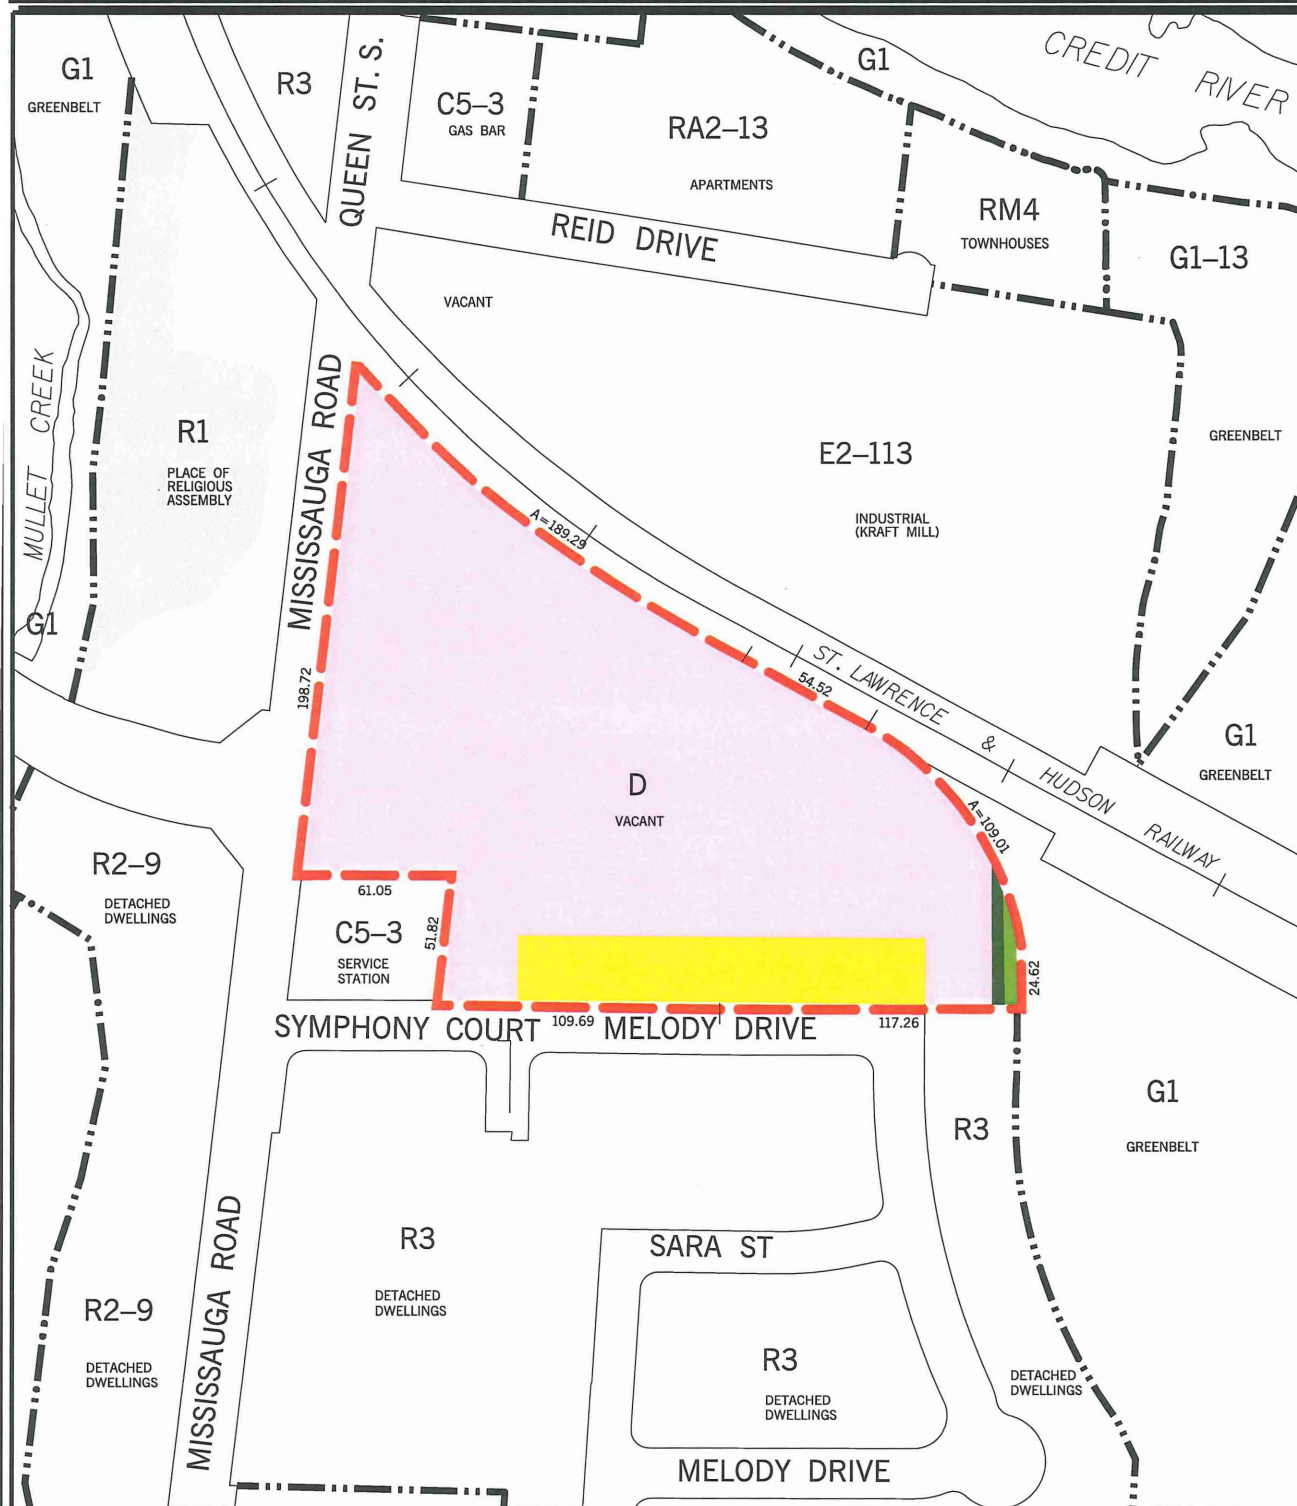 G1
GREENBELT
R3
QUEEN ST. S.
C5–3
GAS BAR
RA2–13
APARTMENTS
G1
CREDIT RIVER
RM4
TOWNHOUSES
G1–13
REID DRIVE
VACANT
MULLET CREEK
R1
PLACE OF
RELIGIOUS
ASSEMBLY
MISSISSAUGA ROAD
E2–113
INDUSTRIAL
(KRAFT MILL)
GREENBELT
A=189.29
G1
198.72
54.52
ST. LAWRENCE & HUDSON RAILWAY
G1
GREENBELT
D
VACANT
A=109.01
R2–9
DETACHED
DWELLINGS
61.05
C5–3
SERVICE
STATION
51.82
24.62
SYMPHONY COURT
109.69
MELODY DRIVE
117.26
G1
GREENBELT
R3
MISSISSAUGA ROAD
R3
DETACHED
DWELLINGS
SARA ST
R2–9
DETACHED
DWELLINGS
R3
DETACHED
DWELLINGS
DETACHED
DWELLINGS
MELODY DRIVE